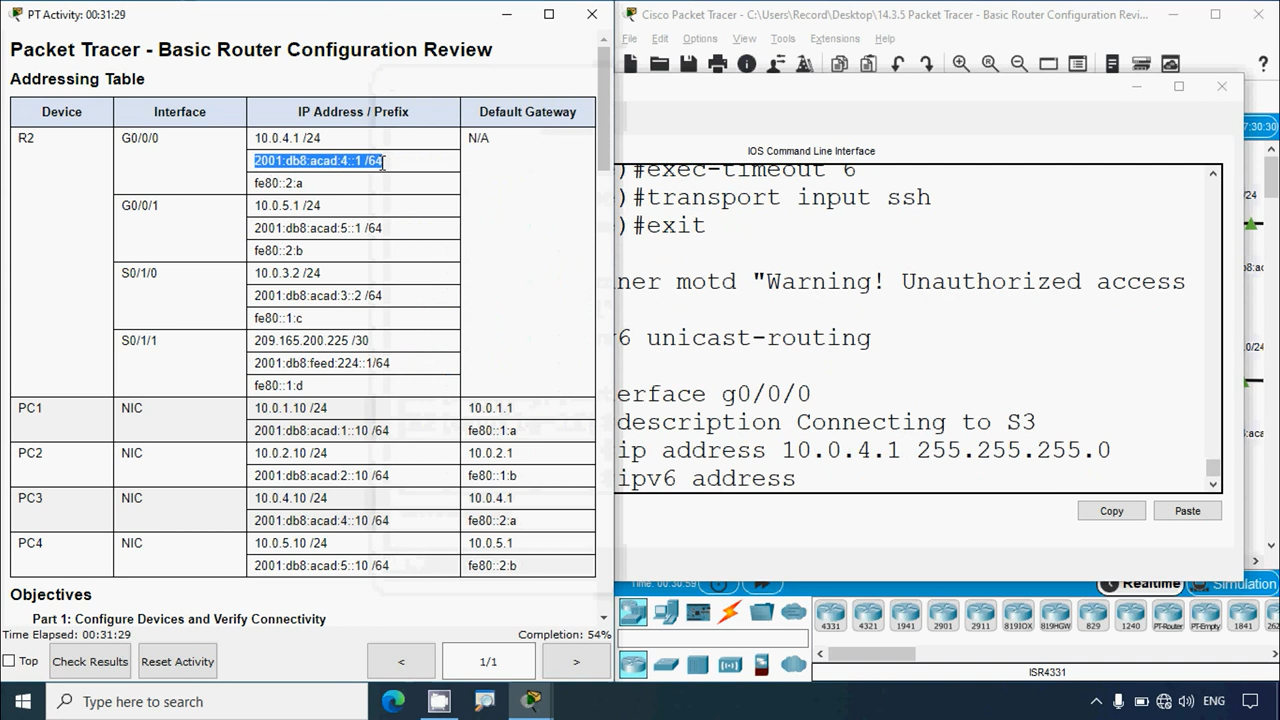 PT Activity: 00:31:29
Packet Tracer - Basic Router Configuration Review
Addressing Table
Device Interface IP Address / Prefix Default Gateway
R2 G0/0/0 10.0.4.1 /24 N/A
2001:db8:acad:4::1 /64
fe80::2:a
G0/0/1 10.0.5.1 /24
2001:db8:acad:5::1 /64
fe80::2:b
S0/1/0 10.0.3.2 /24
2001:db8:acad:3::2 /64
fe80::1:c
S0/1/1 209.165.200.225 /30
2001:db8:feed:224::1/64
fe80::1:d
PC1 NIC 10.0.1.10 /24 10.0.1.1
2001:db8:acad:1::10 /64 fe80::1:a
PC2 NIC 10.0.2.10 /24 10.0.2.1
2001:db8:acad:2::10 /64 fe80::1:b
PC3 NIC 10.0.4.10 /24 10.0.4.1
2001:db8:acad:4::10 /64 fe80::2:a
PC4 NIC 10.0.5.10 /24 10.0.5.1
2001:db8:acad:5::10 /64 fe80::2:b
Objectives
Part 1: Configure Devices and Verify Connectivity
Time Elapsed: 00:31:29 Completion: 54%
Top Check Results Reset Activity < 1/1 >
Cisco Packet Tracer - C:\Users\Record\Desktop\14.3.5 Packet Tracer - Basic Router Configuration Revi...
File Edit Options View Tools Extensions Help
7:30:30
IOS Command Line Interface
)#exec-timeout 6
)#transport input ssh
)#exit
ner motd "Warning! Unauthorized access
v6 unicast-routing
erface g0/0/0
description Connecting to S3
ip address 10.0.4.1 255.255.255.0
ipv6 address
Copy Paste
/24
b8:a
0/24
:aca
Time: 00:30:59 Realtime Simulation
4331 4321 1941 2901 2911 819IOX 819HGW 829 1240 PT-Router PT-Empty 1841 262
ISR4331
Type here to search
ENG